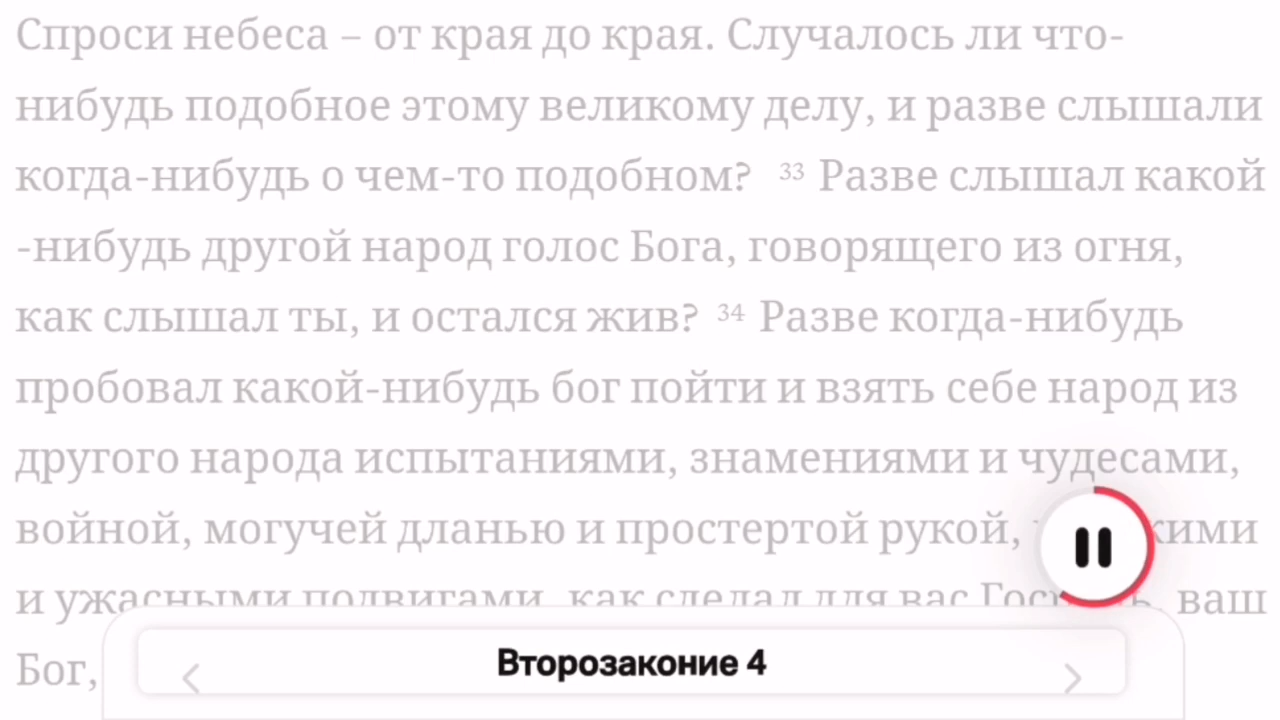 Спроси небеса – от края до края. Случалось ли что-
нибудь подобное этому великому делу, и разве слышали
когда-нибудь о чем-то подобном? 33 Разве слышал какой
-нибудь другой народ голос Бога, говорящего из огня,
как слышал ты, и остался жив? 34 Разве когда-нибудь
пробовал какой-нибудь бог пойти и взять себе народ из
другого народа испытаниями, знамениями и чудесами,
войной, могучей дланью и простертой рукой,
и ужасными подвигами, как сделал для вас ваш
Бог,
Второзаконие 4